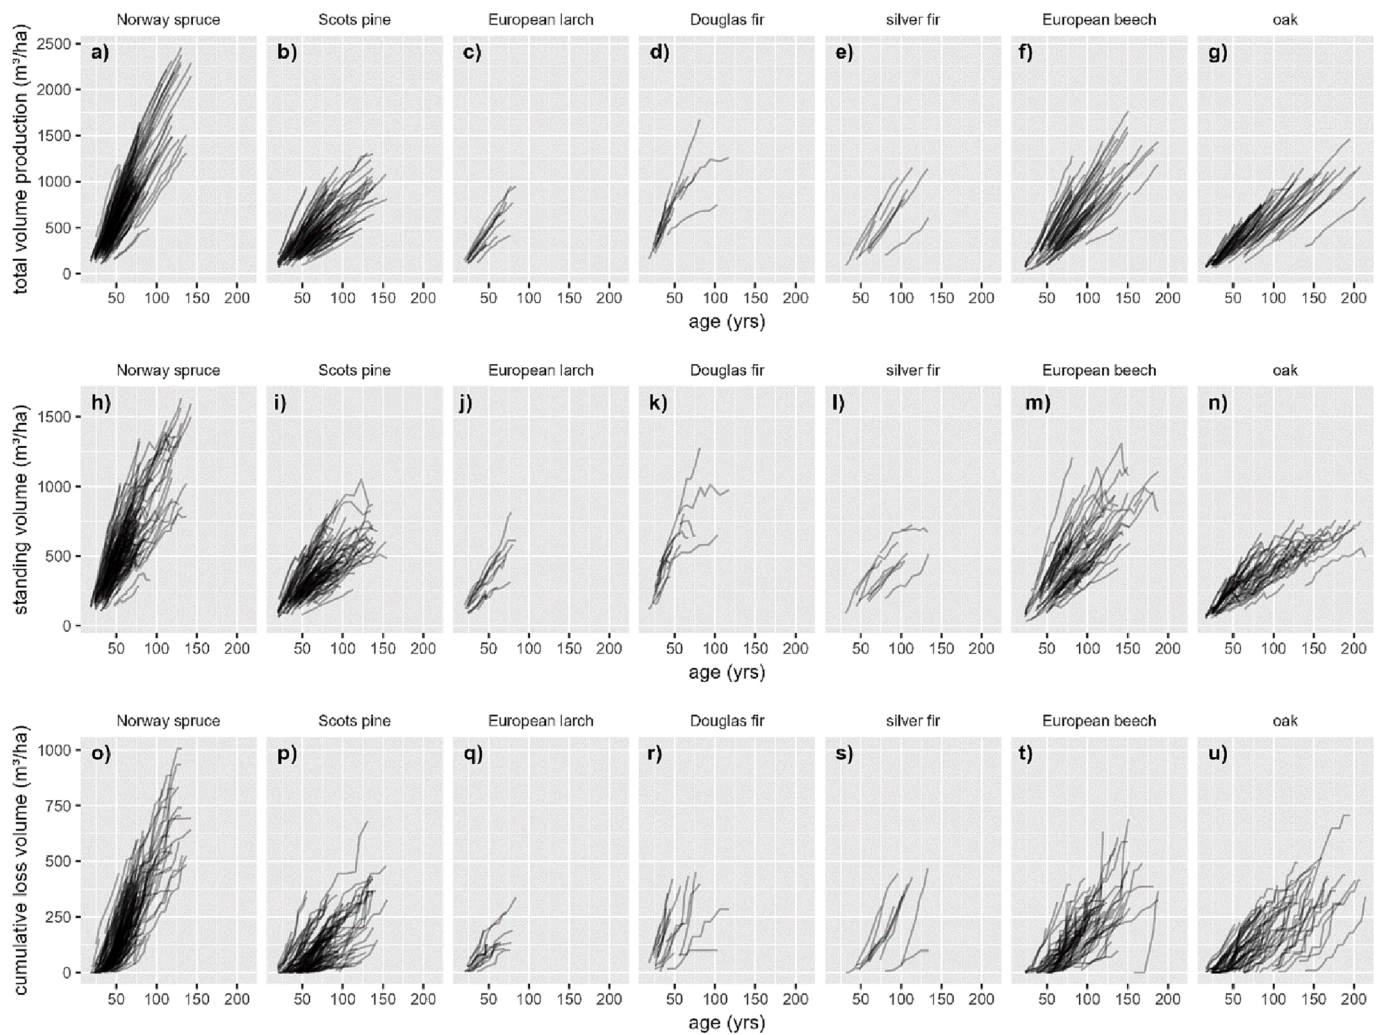 Norway spruce Scots pine European larch Douglas fir silver fir European beech oak
a) b) c) d) e) f) g)
total volume production (m³/ha)
2500
2000
1500
1000
500
0
50 100 150 200 50 100 150 200 50 100 150 200 50 100 150 200 50 100 150 200 50 100 150 200 50 100 150 200
age (yrs)
Norway spruce Scots pine European larch Douglas fir silver fir European beech oak
h) i) j) k) l) m) n)
standing volume (m³/ha)
1500
1000
500
0
50 100 150 200 50 100 150 200 50 100 150 200 50 100 150 200 50 100 150 200 50 100 150 200 50 100 150 200
age (yrs)
Norway spruce Scots pine European larch Douglas fir silver fir European beech oak
o) p) q) r) s) t) u)
cumulative loss volume (m³/ha)
1000
750
500
250
0
50 100 150 200 50 100 150 200 50 100 150 200 50 100 150 200 50 100 150 200 50 100 150 200 50 100 150 200
age (yrs)